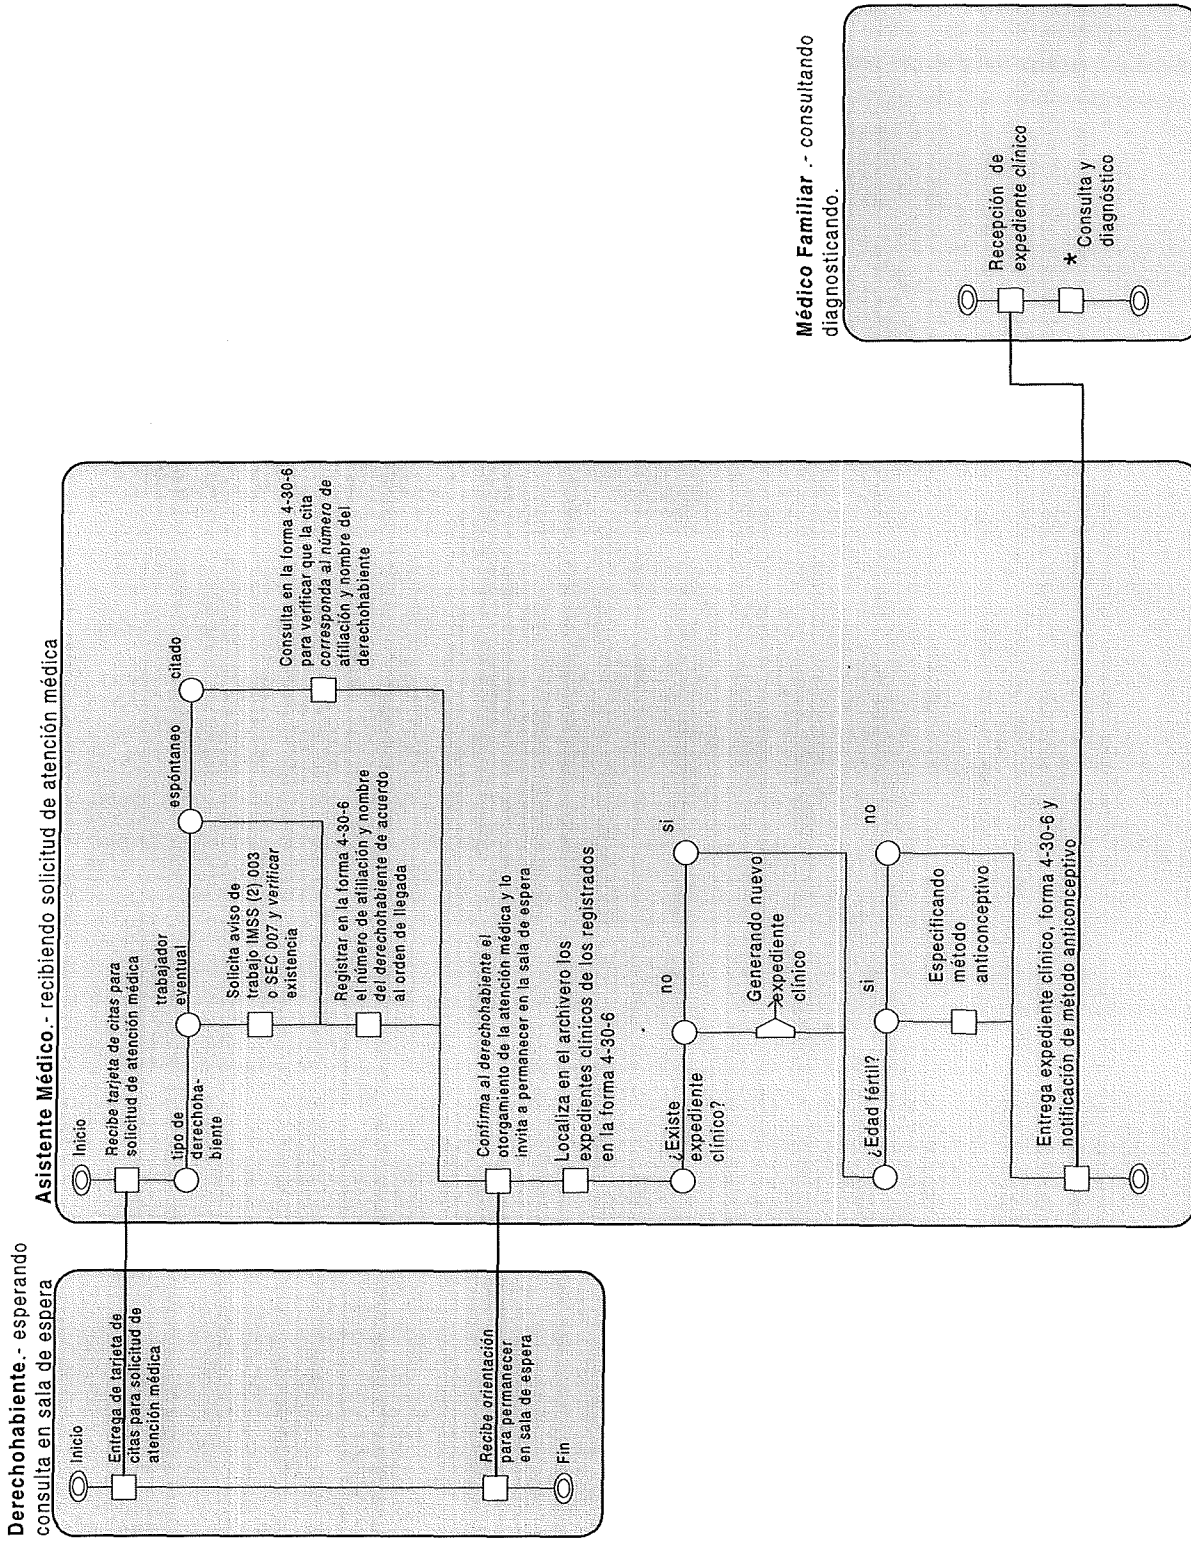 Derechohabiente.- esperando
consulta en sala de espera
Inicio
Entrega de tarjeta de
citas para solicitud de
atención médica
Recibe orientación
para permanecer
en sala de espera
Fin
Asistente Médico.- recibiendo solicitud de atención médica
Inicio
Recibe tarjeta de citas para
solicitud de atención médica
tipo de
derechoha-
biente
trabajador
eventual
espóntaneo
citado
Solicita aviso de
trabajo IMSS (2) 003
o SEC 007 y verificar
existencia
Registrar en la forma 4-30-6
el número de afiliación y nombre
del derechohabiente de acuerdo
al orden de llegada
Consulta en la forma 4-30-6
para verificar que la cita
corresponda al número de
afiliación y nombre del
derechohabiente
Confirma al derechohabiente el
otorgamiento de la atención médica y lo
invita a permanecer en la sala de espera
Localiza en el archivero los
expedientes clínicos de los registrados
en la forma 4-30-6
¿Existe
expediente
clínico?
no
si
Generando nuevo
expediente
clínico
¿Edad fértil?
si
no
Especificando
método
anticonceptivo
Entrega expediente clínico, forma 4-30-6 y
notificación de método anticonceptivo
Médico Familiar .- consultando
diagnosticando.
Recepción de
expediente clínico
* Consulta y
diagnóstico